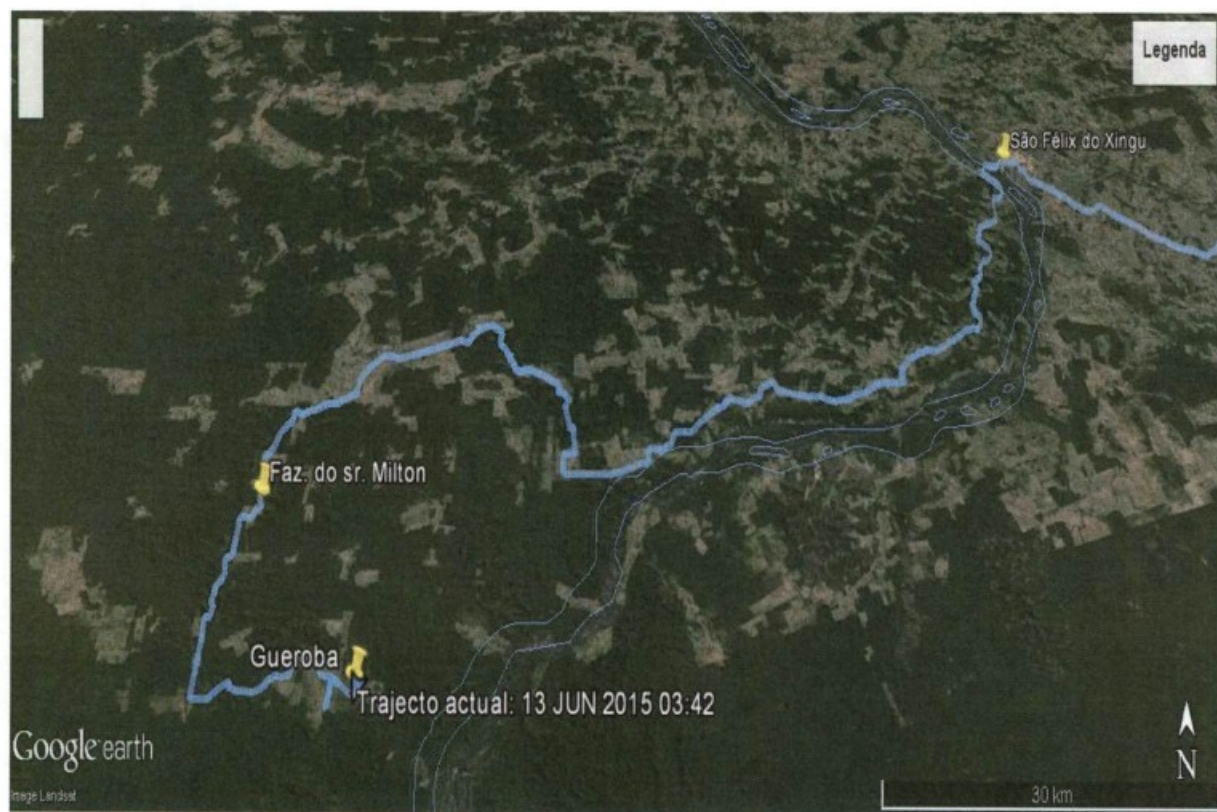 Legenda
São Félix do Xingu
Faz. do sr. Milton
Gueroba
Trajecto actual: 13 JUN 2015 03:42
Google earth
Image Landsat
N
30 km